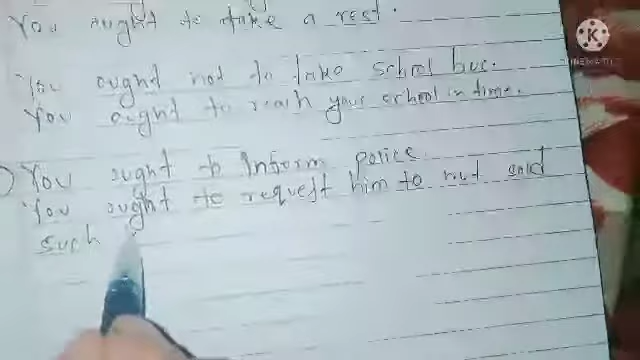 You ought to take a rest.
You ought not to take school bus.
You ought to reach your school in time.
You ought to inform police
You ought to request him to not said
such
K
KINEMASTER